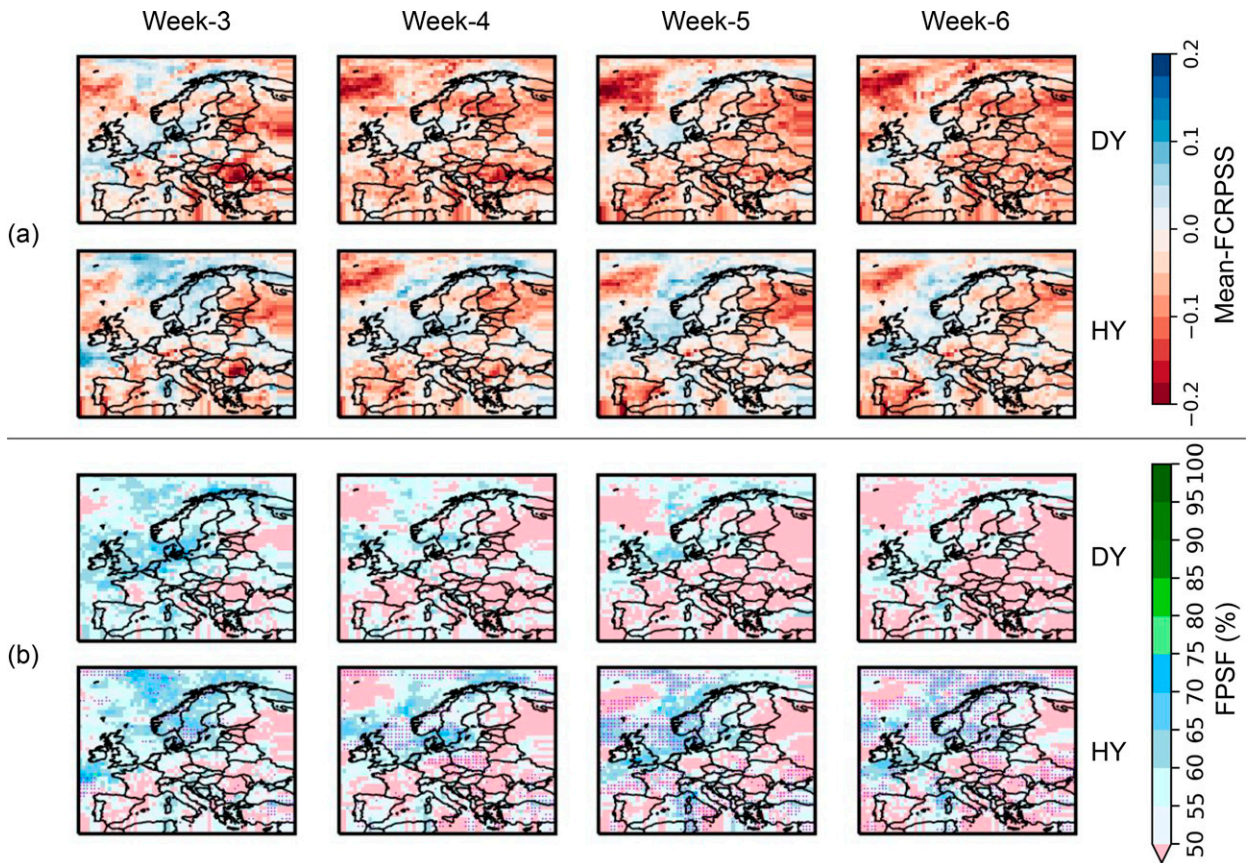 Week-3 Week-4 Week-5 Week-6
(a)
DY
HY
0.2
0.1
0.0
−0.1
−0.2
Mean-FCRPSS
(b)
DY
HY
50 55 60 65 70 75 80 85 90 95 100
FPSF (%)